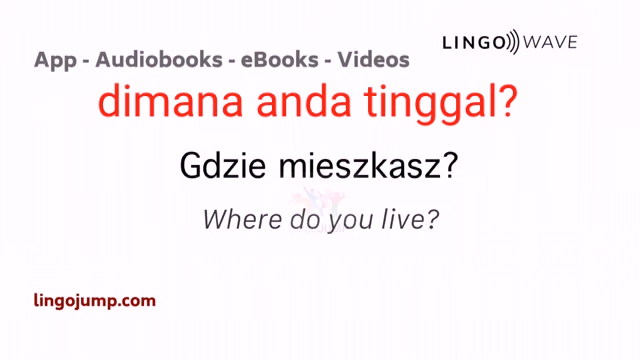 LINGO WAVE
App - Audiobooks - eBooks - Videos
dimana anda tinggal?
Gdzie mieszkasz?
Where do you live?
lingojump.com